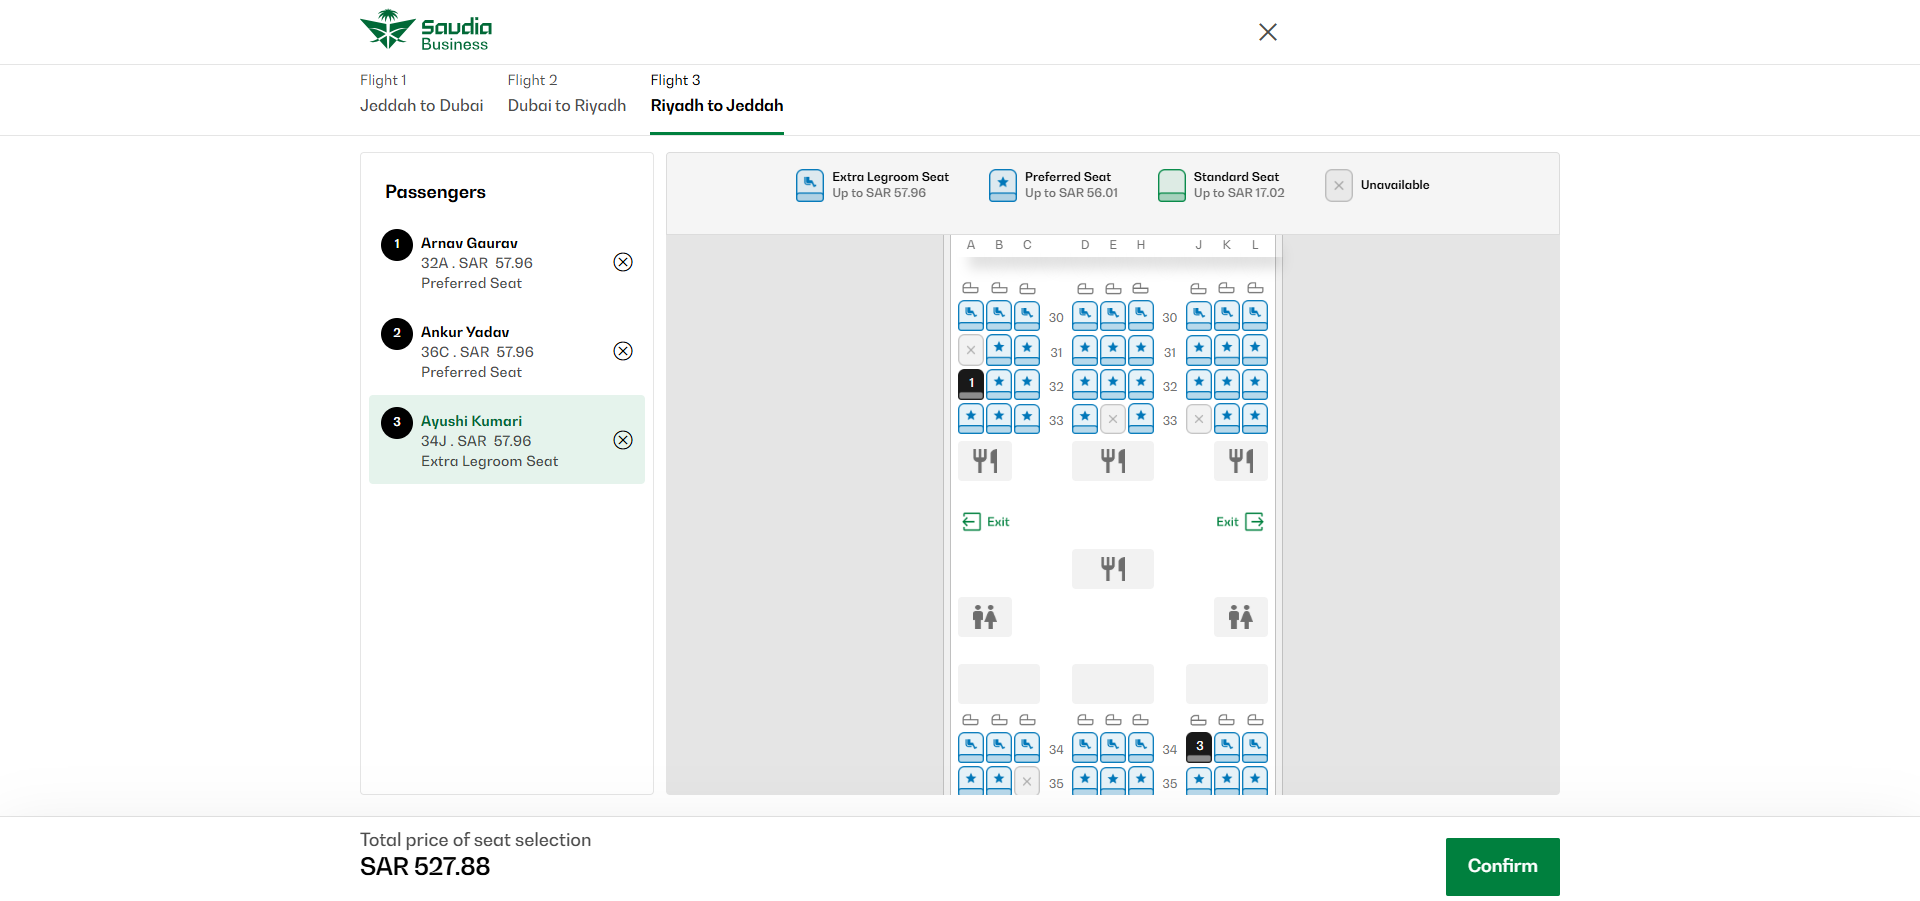 Saudia
Business
Flight 1
Jeddah to Dubai
Flight 2
Dubai to Riyadh
Flight 3
Riyadh to Jeddah
Passengers
1
Arnav Gaurav
32A . SAR 57.96
Preferred Seat
2
Ankur Yadav
36C . SAR 57.96
Preferred Seat
3
Ayushi Kumari
34J . SAR 57.96
Extra Legroom Seat
Extra Legroom Seat
Up to SAR 57.96
Preferred Seat
Up to SAR 56.01
Standard Seat
Up to SAR 17.02
Unavailable
A B C D E H J K L
30 30
31 31
1 32 32
33 33
Exit Exit
34 34 3
35 35
Total price of seat selection
SAR 527.88
Confirm